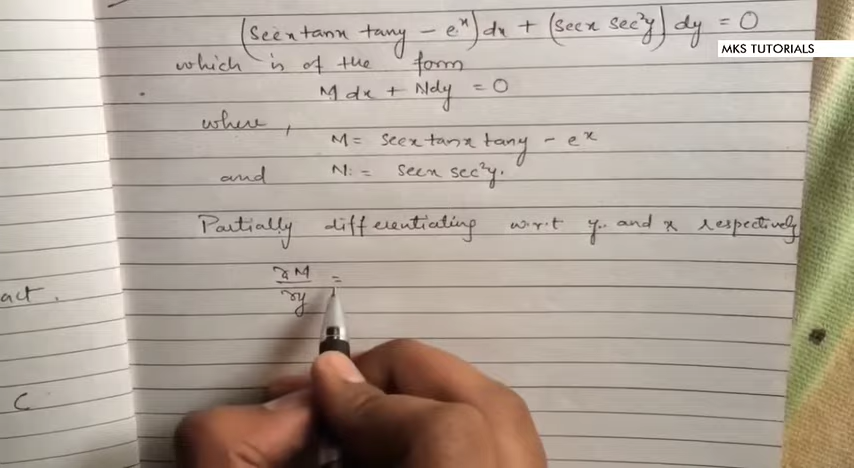 (secx tanx tany - e^x) dx + (secx sec²y) dy = 0
MKS TUTORIALS
which is of the form
M dx + Ndy = 0
where,
M = secx tanx tany - e^x
and N = secx sec²y.
Partially differentiating w.r.t y and x respectively
∂M/∂y =
act.
C